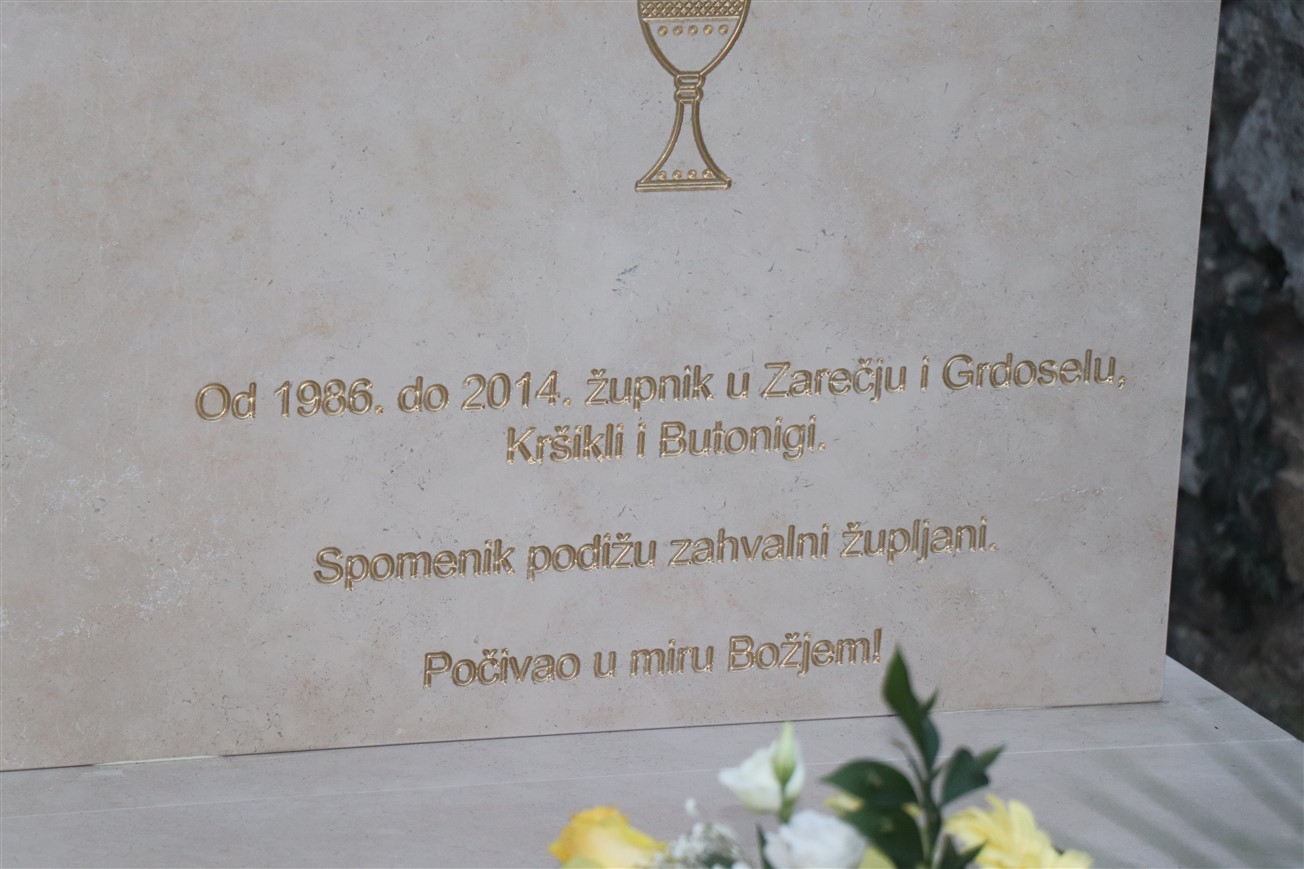 Od 1986. do 2014. župnik u Zarečju i Grdoselu,
Kršikli i Butonigi.
Spomenik podižu zahvalni župljani.
Počivao u miru Božjem!